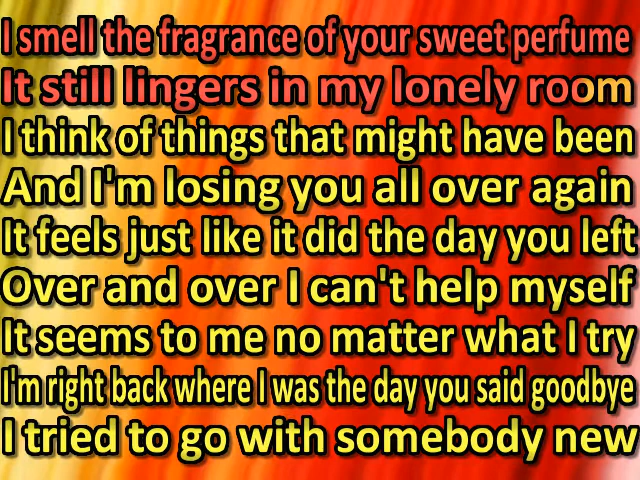 I smell the fragrance of your sweet perfume
It still lingers in my lonely room
I think of things that might have been
And I'm losing you all over again
It feels just like it did the day you left
Over and over I can't help myself
It seems to me no matter what I try
I'm right back where I was the day you said goodbye
I tried to go with somebody new